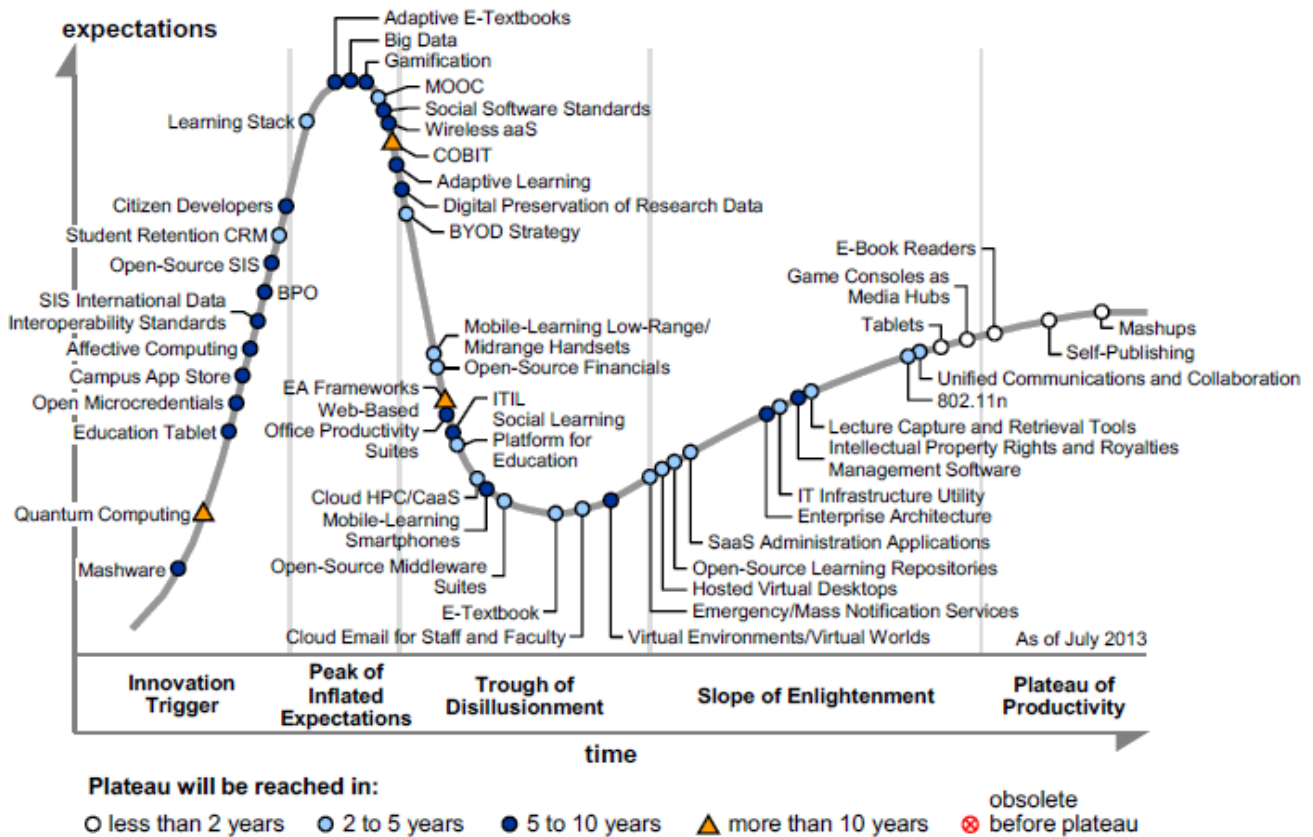 expectations
Adaptive E-Textbooks
Big Data
Gamification
MOOC
Social Software Standards
Wireless aaS
COBIT
Adaptive Learning
Digital Preservation of Research Data
BYOD Strategy
Learning Stack
Citizen Developers
Student Retention CRM
Open-Source SIS
BPO
SIS International Data
Interoperability Standards
Affective Computing
Campus App Store
Open Microcredentials
Education Tablet
Quantum Computing
Mashware
Mobile-Learning Low-Range/
Midrange Handsets
Open-Source Financials
EA Frameworks
Web-Based
Office Productivity
Suites
ITIL
Social Learning
Platform for
Education
Cloud HPC/CaaS
Mobile-Learning
Smartphones
Open-Source Middleware
Suites
E-Textbook
Cloud Email for Staff and Faculty
Virtual Environments/Virtual Worlds
Emergency/Mass Notification Services
Hosted Virtual Desktops
Open-Source Learning Repositories
SaaS Administration Applications
Enterprise Architecture
IT Infrastructure Utility
Intellectual Property Rights and Royalties
Management Software
Lecture Capture and Retrieval Tools
802.11n
Unified Communications and Collaboration
Tablets
Game Consoles as
Media Hubs
E-Book Readers
Self-Publishing
Mashups
As of July 2013
Innovation
Trigger
Peak of
Inflated
Expectations
Trough of
Disillusionment
Slope of Enlightenment
Plateau of
Productivity
time
Plateau will be reached in:
less than 2 years
2 to 5 years
5 to 10 years
more than 10 years
obsolete
before plateau